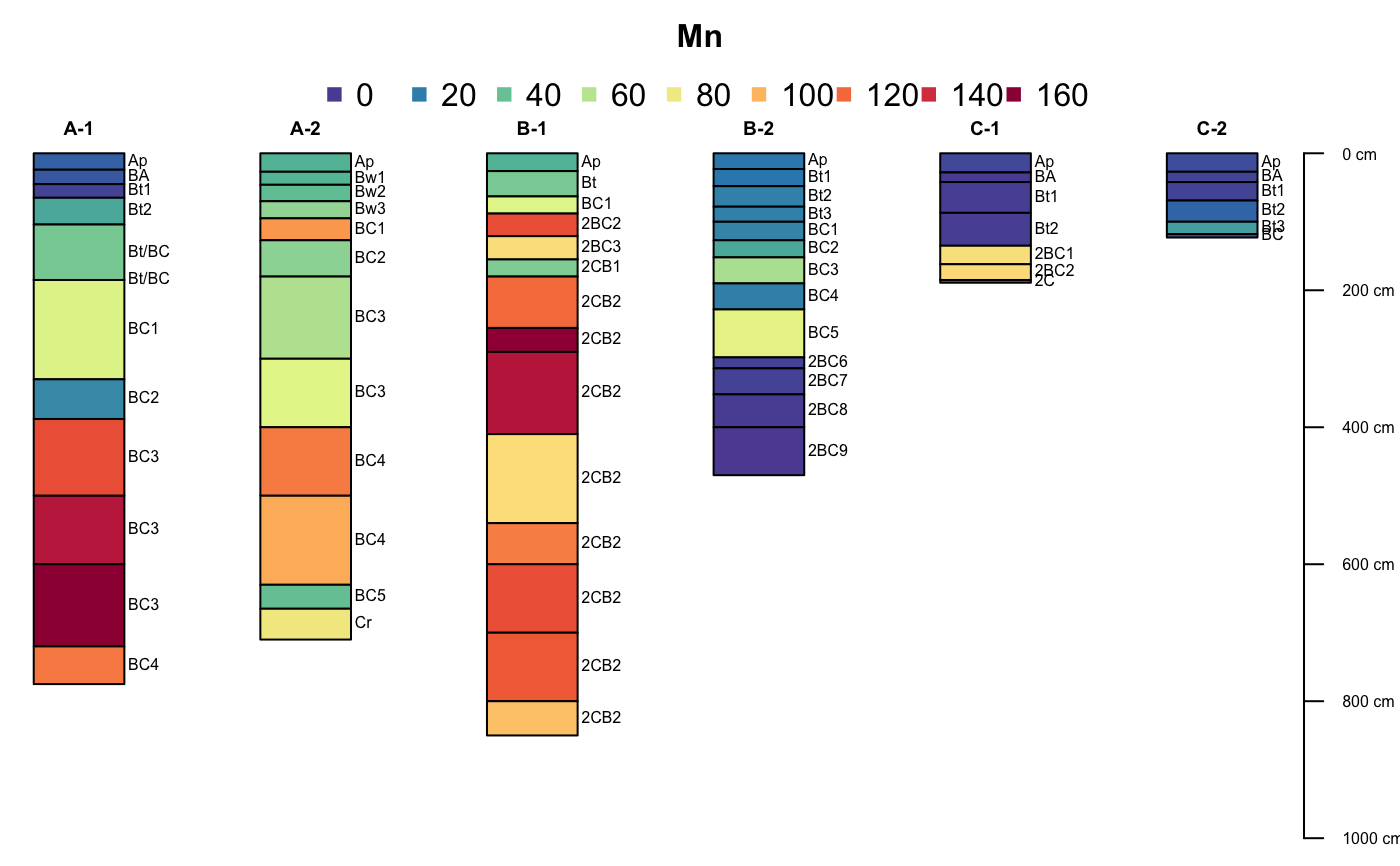 Mn
0 20 40 60 80 100 120 140 160
A-1 A-2 B-1 B-2 C-1 C-2
Ap
BA
Bt1
Bt2
Bt/BC
Bt/BC
BC1
BC2
BC3
BC3
BC3
BC4
Ap
Bw1
Bw2
Bw3
BC1
BC2
BC3
BC3
BC4
BC4
BC5
Cr
Ap
Bt
BC1
2BC2
2BC3
2CB1
2CB2
2CB2
2CB2
2CB2
2CB2
2CB2
2CB2
2CB2
Ap
Bt1
Bt2
Bt3
BC1
BC2
BC3
BC4
BC5
2BC6
2BC7
2BC8
2BC9
Ap
BA
Bt1
Bt2
2BC1
2BC2
2C
Ap
BA
Bt1
Bt2
Bt3
BC
0 cm
200 cm
400 cm
600 cm
800 cm
1000 cm